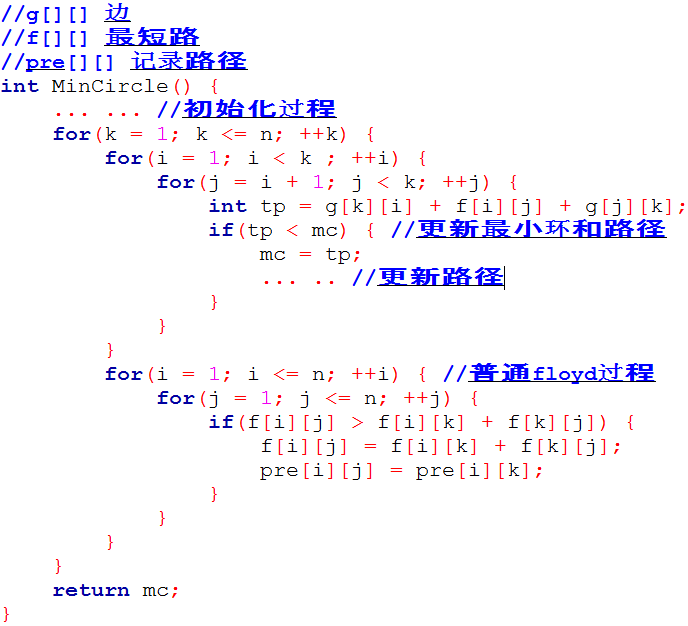 //g[][] 边
//f[][] 最短路
//pre[][] 记录路径
int MinCircle() {
    ... ... //初始化过程
    for(k = 1; k <= n; ++k) {
        for(i = 1; i < k ; ++i) {
            for(j = i + 1; j < k; ++j) {
                int tp = g[k][i] + f[i][j] + g[j][k];
                if(tp < mc) { //更新最小环和路径
                    mc = tp;
                    ... .. //更新路径
                }
            }
        }
        for(i = 1; i <= n; ++i) { //普通floyd过程
            for(j = 1; j <= n; ++j) {
                if(f[i][j] > f[i][k] + f[k][j]) {
                    f[i][j] = f[i][k] + f[k][j];
                    pre[i][j] = pre[i][k];
                }
            }
        }
    }
    return mc;
}